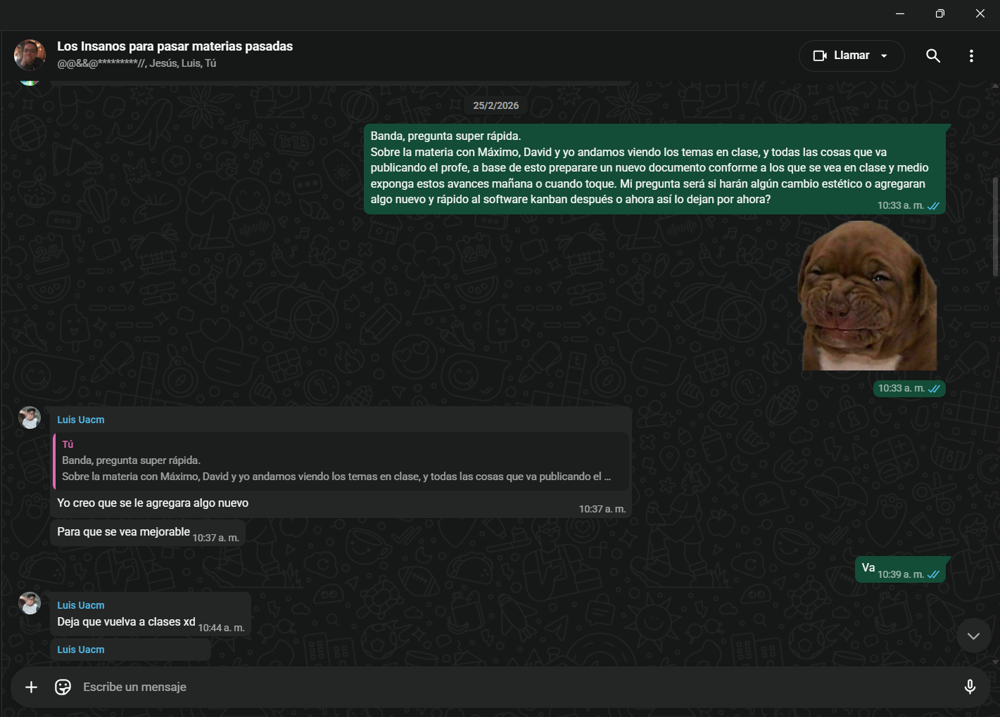 Los Insanos para pasar materias pasadas
@@&&@*********//, Jesús, Luis, Tú
Llamar
25/2/2026
Banda, pregunta super rápida.
Sobre la materia con Máximo, David y yo andamos viendo los temas en clase, y todas las cosas que va
publicando el profe, a base de esto preparare un nuevo documento conforme a los que se vea en clase y medio
exponga estos avances mañana o cuando toque. Mi pregunta será si harán algún cambio estético o agregaran
algo nuevo y rápido al software kanban después o ahora así lo dejan por ahora?
10:33 a. m.
10:33 a. m.
Luis Uacm
Tú
Banda, pregunta super rápida.
Sobre la materia con Máximo, David y yo andamos viendo los temas en clase, y todas las cosas que va publicando el ...
Yo creo que se le agregara algo nuevo
10:37 a. m.
Para que se vea mejorable 10:37 a. m.
Va 10:39 a. m.
Luis Uacm
Deja que vuelva a clases xd 10:44 a. m.
Luis Uacm
Escribe un mensaje